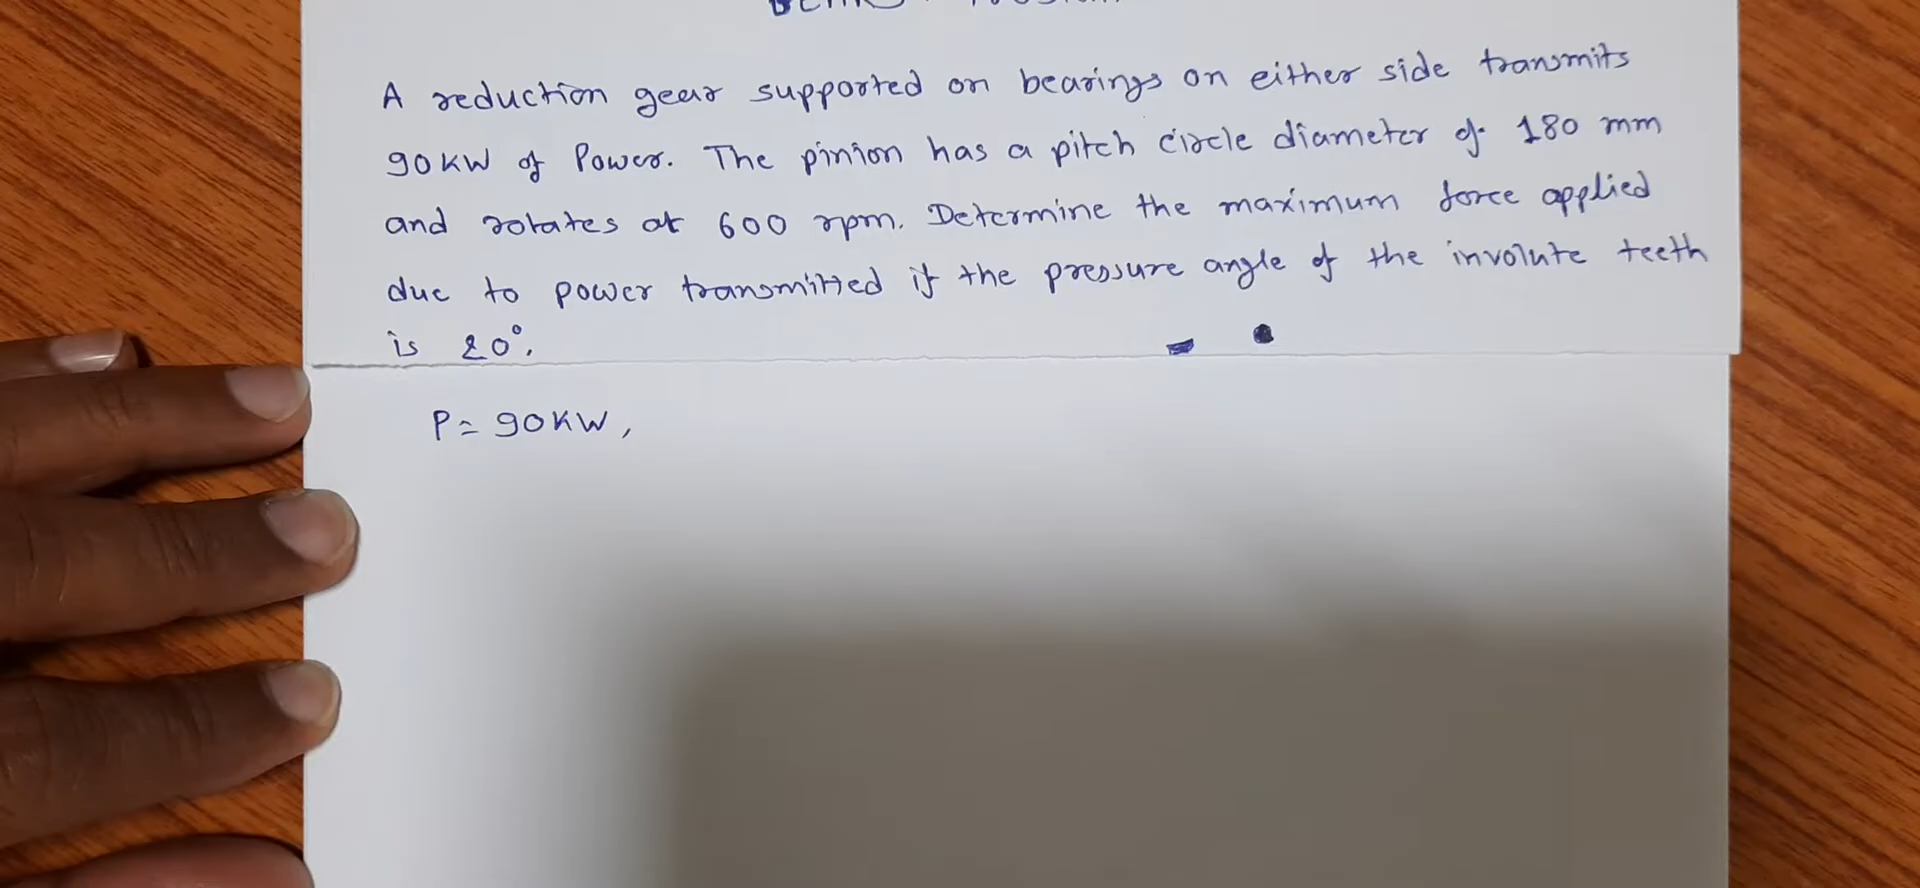 A reduction gear supported on bearings on either side transmits
90 KW of Power. The pinion has a pitch circle diameter of 180 mm
and rotates at 600 rpm. Determine the maximum force applied
due to power transmitted if the pressure angle of the involute teeth
is 20°.
P = 90KW,